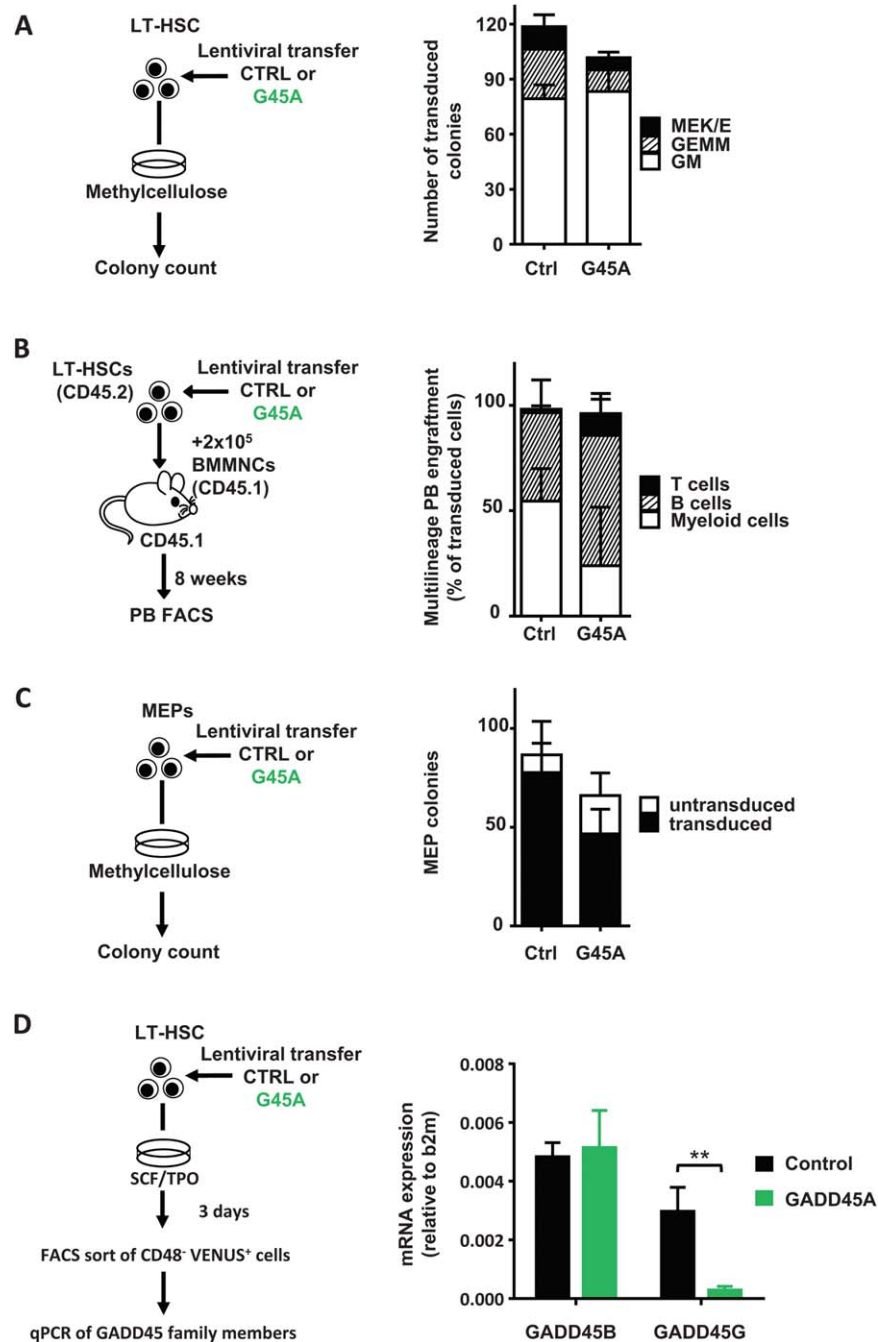 A
LT-HSC
Lentiviral transfer
CTRL or
G45A
Methylcellulose
Colony count
Number of transduced
colonies
120
90
60
30
0
Ctrl
G45A
MEK/E
GEMM
GM
B
LT-HSCs
(CD45.2)
Lentiviral transfer
CTRL or
G45A
+2x10⁵
BMMNCs
(CD45.1)
CD45.1
8 weeks
PB FACS
Multilineage PB engraftment
(% of transduced cells)
100
50
0
Ctrl
G45A
T cells
B cells
Myeloid cells
C
MEPs
Lentiviral transfer
CTRL or
G45A
Methylcellulose
Colony count
MEP colonies
100
50
0
Ctrl
G45A
untransduced
transduced
D
LT-HSC
Lentiviral transfer
CTRL or
G45A
SCF/TPO
3 days
FACS sort of CD48⁻ VENUS⁺ cells
qPCR of GADD45 family members
mRNA expression
(relative to b2m)
0.008
0.006
0.004
0.002
0.000
**
GADD45B
GADD45G
Control
GADD45A